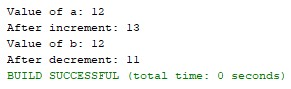 Value of a: 12
After increment: 13
Value of b: 12
After decrement: 11
BUILD SUCCESSFUL (total time: 0 seconds)